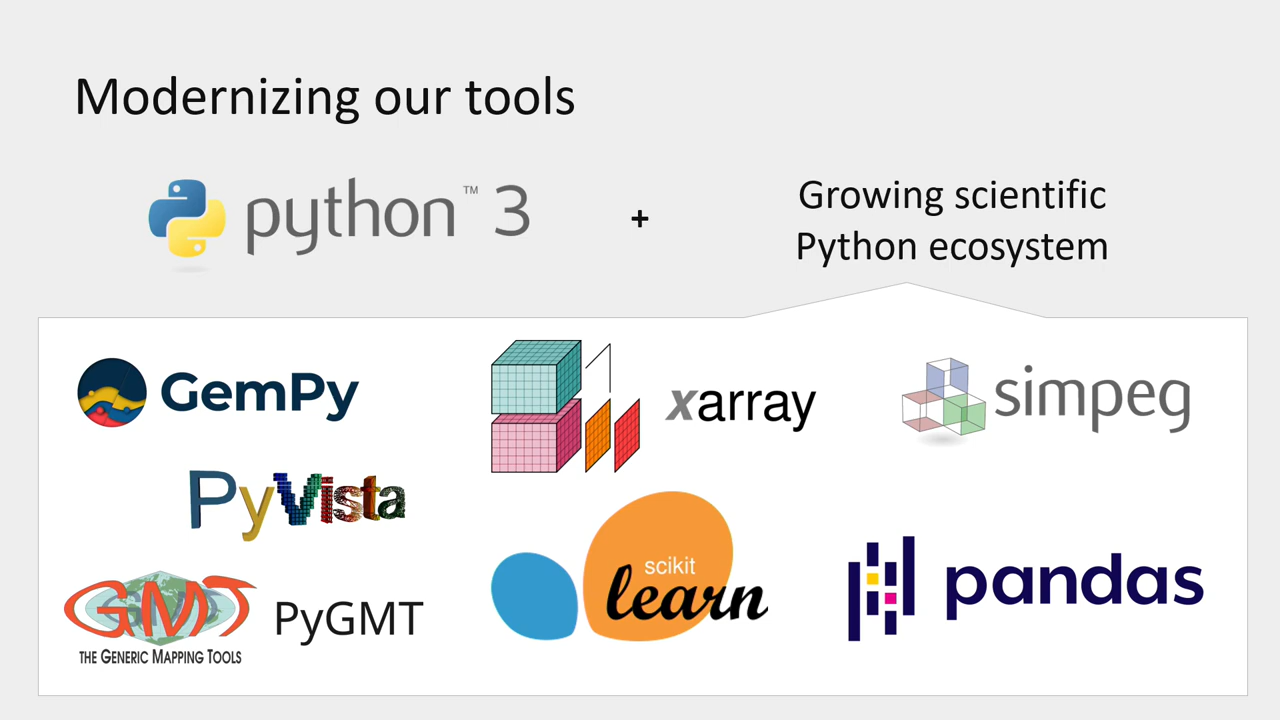 Modernizing our tools
python™ 3
+
Growing scientific
Python ecosystem
GemPy
xarray
simpeg
PyVista
scikit
learn
pandas
GMT
PyGMT
THE GENERIC MAPPING TOOLS